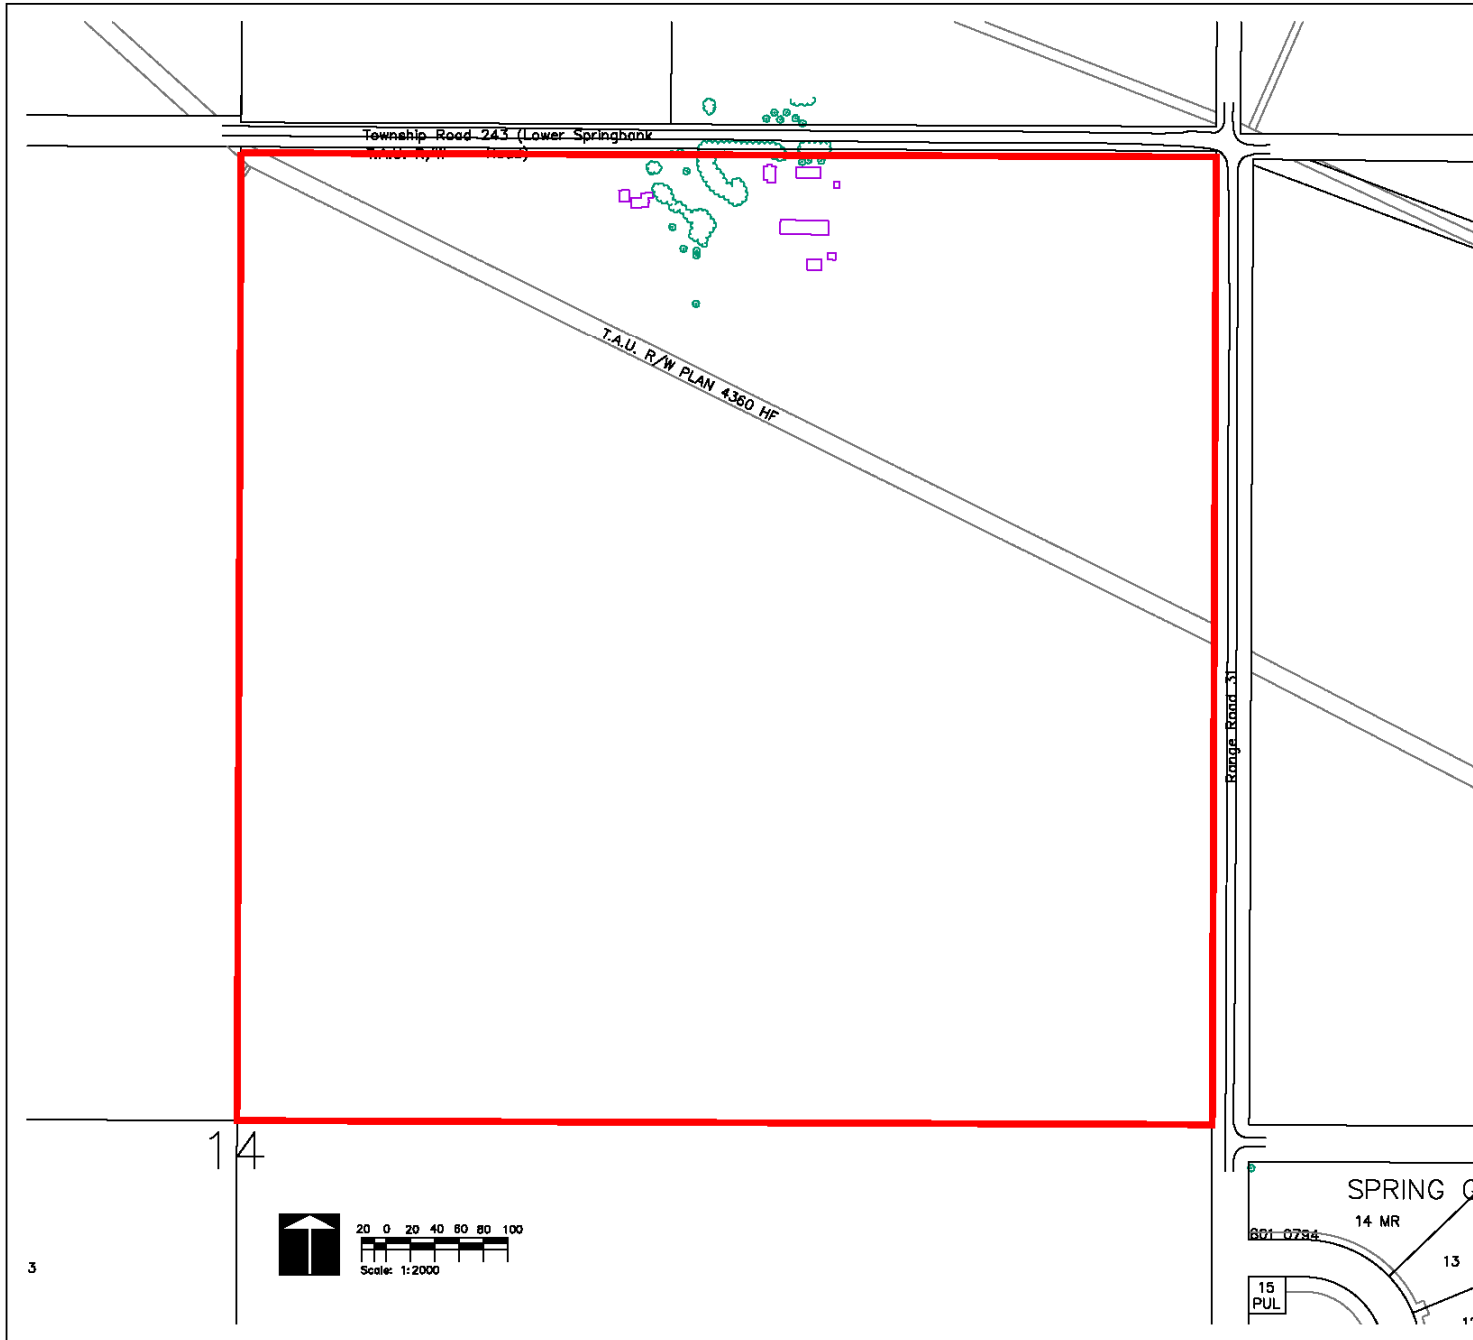 Township Road 243 (Lower Springbank
T.A.U. R/W Road)
T.A.U. R/W PLAN 4360 HF
Range Road 31
14
20 0 20 40 60 80 100
Scale: 1:2000
3
SPRING
14 MR
801 0794
13
15
PUL